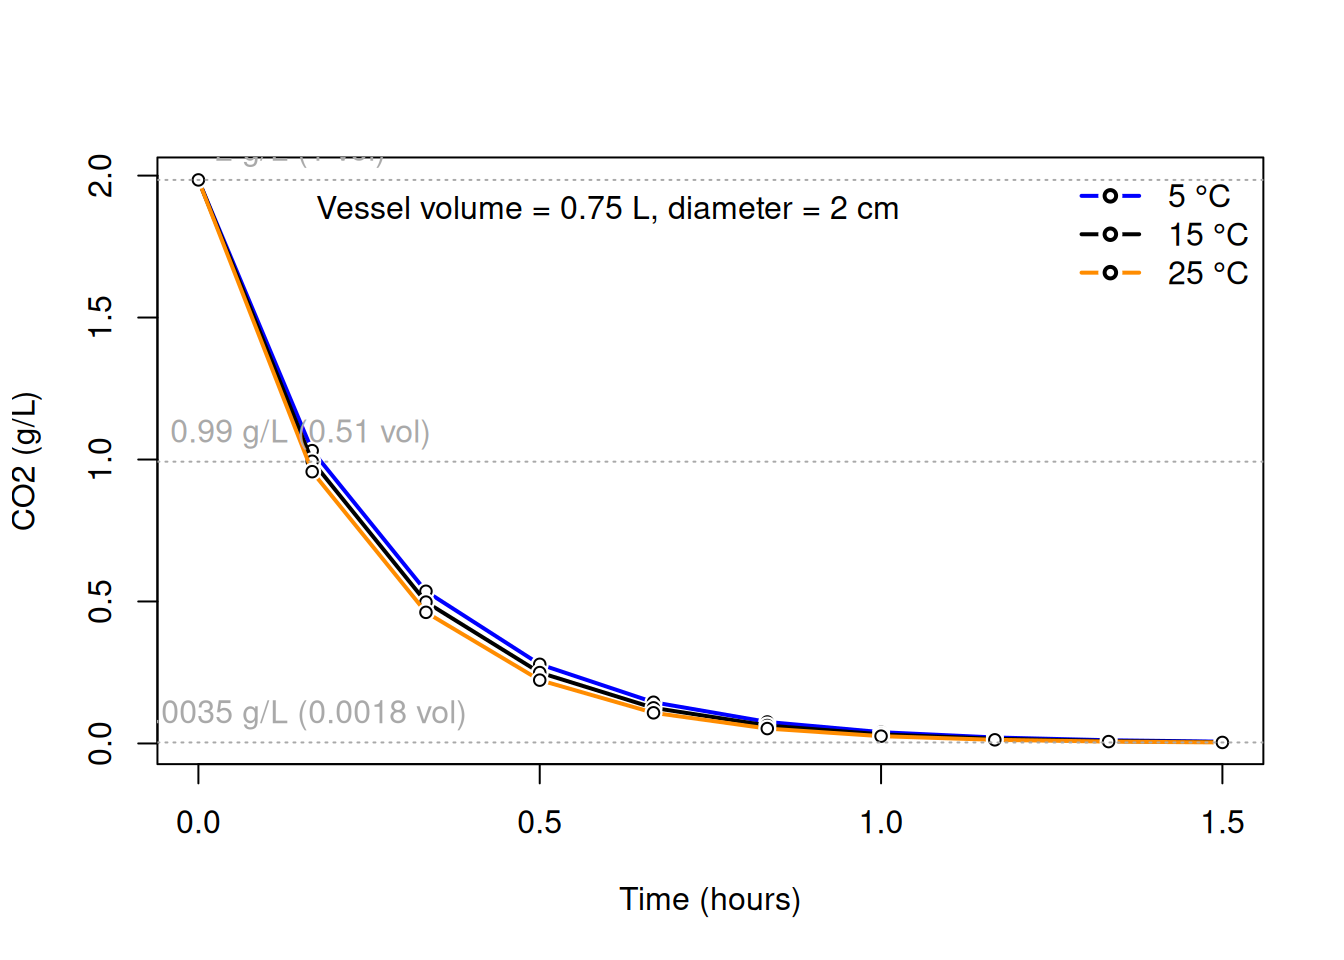 2.0
1.5
1.0
0.5
0.0
CO2 (g/L)
Vessel volume = 0.75 L, diameter = 2 cm
5 °C
15 °C
25 °C
0.99 g/L (0.51 vol)
0035 g/L (0.0018 vol)
0.0
0.5
1.0
1.5
Time (hours)